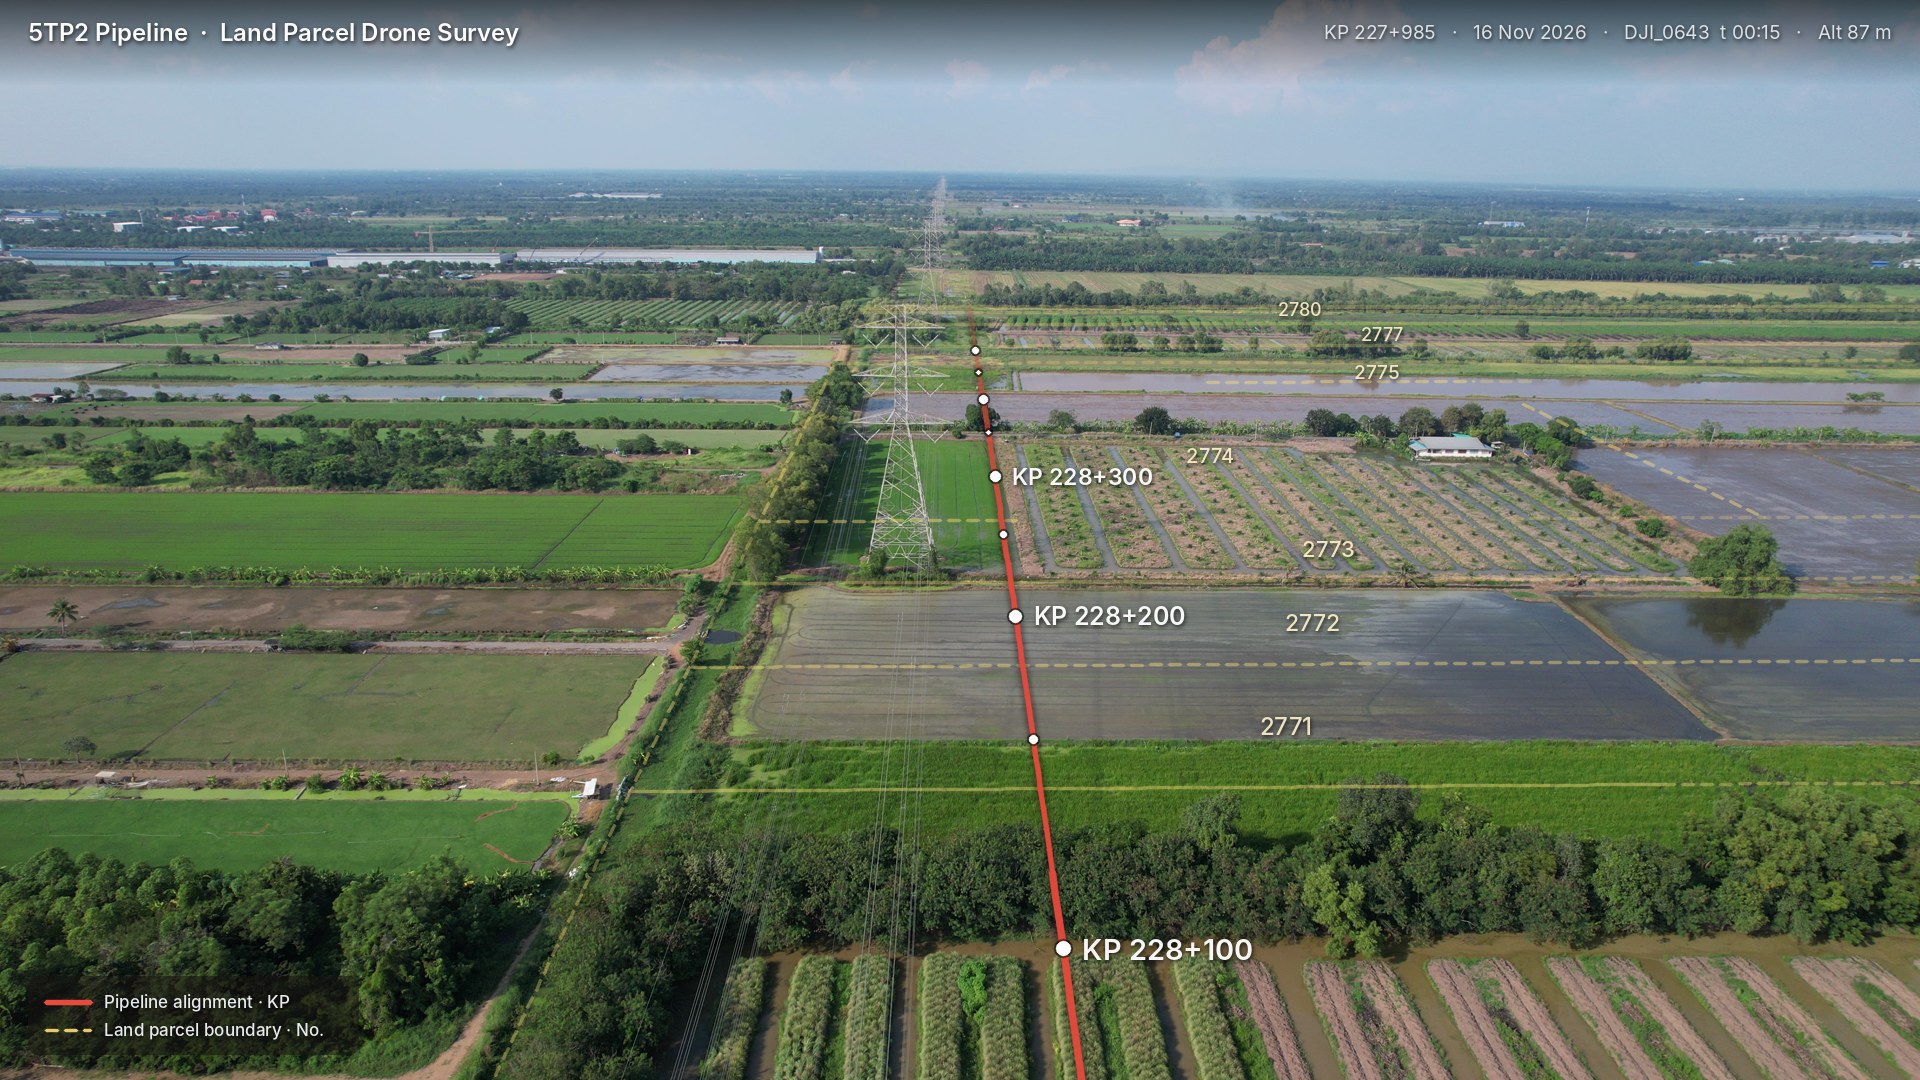 5TP2 Pipeline · Land Parcel Drone Survey
KP 227+985 · 16 Nov 2026 · DJI_0643 t 00:15 · Alt 87 m
2780
2777
2775
2774
KP 228+300
2773
KP 228+200
2772
2771
KP 228+100
Pipeline alignment · KP
Land parcel boundary · No.